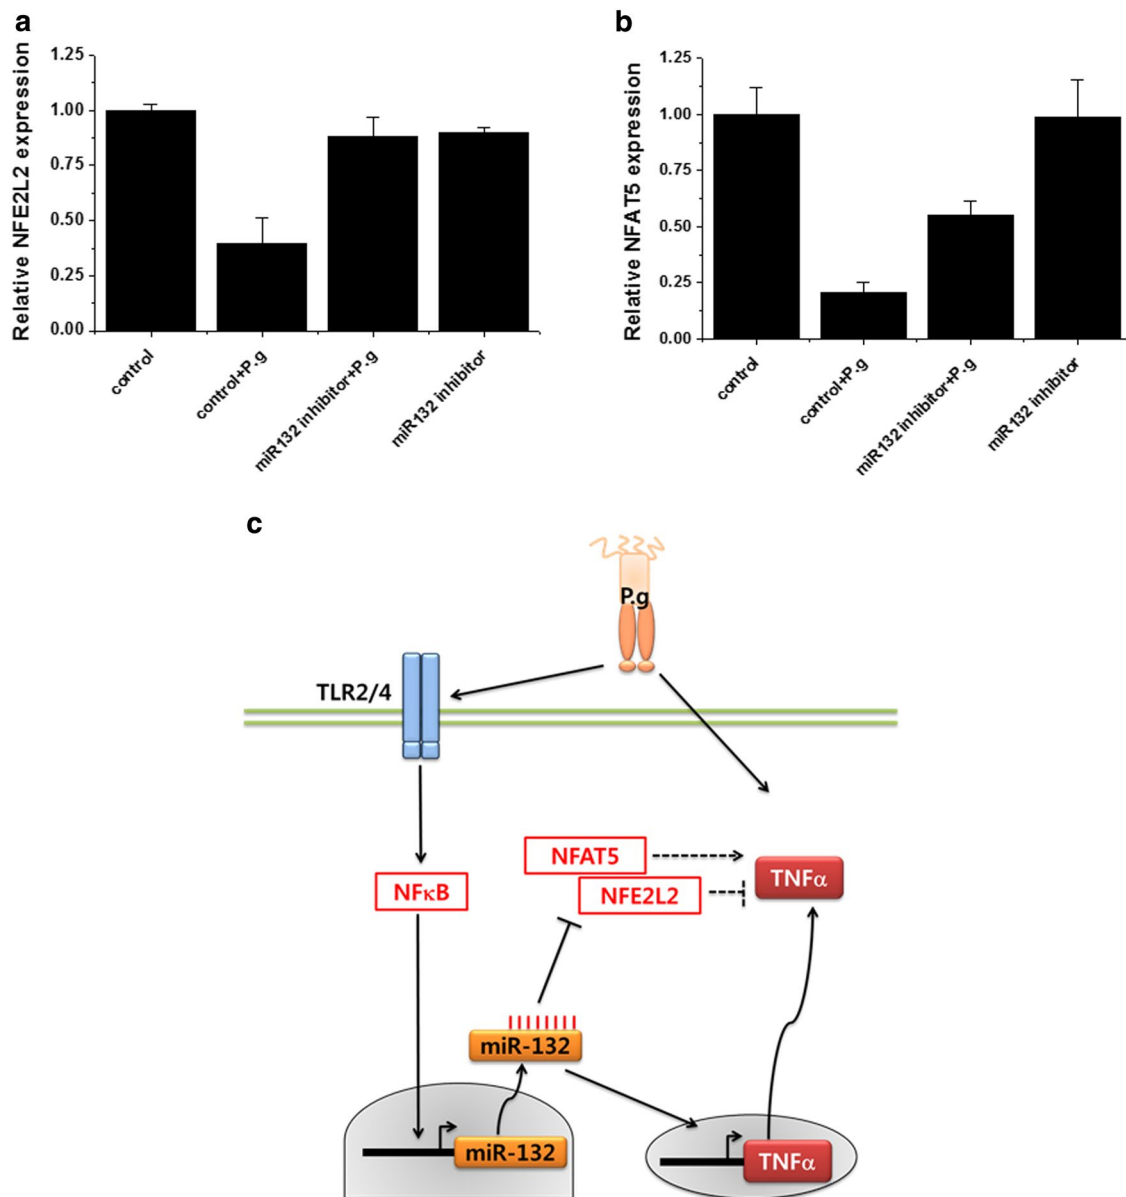 a
Relative NFE2L2 expression
1.25
1.00
0.75
0.50
0.25
0.00
control
control+P.g
miR132 inhibitor+P.g
miR132 inhibitor
b
Relative NFAT5 expression
1.25
1.00
0.75
0.50
0.25
0.00
control
control+P.g
miR132 inhibitor+P.g
miR132 inhibitor
c
P.g
TLR2/4
NFAT5
NFκB
NFE2L2
TNFα
miR-132
miR-132
TNFα